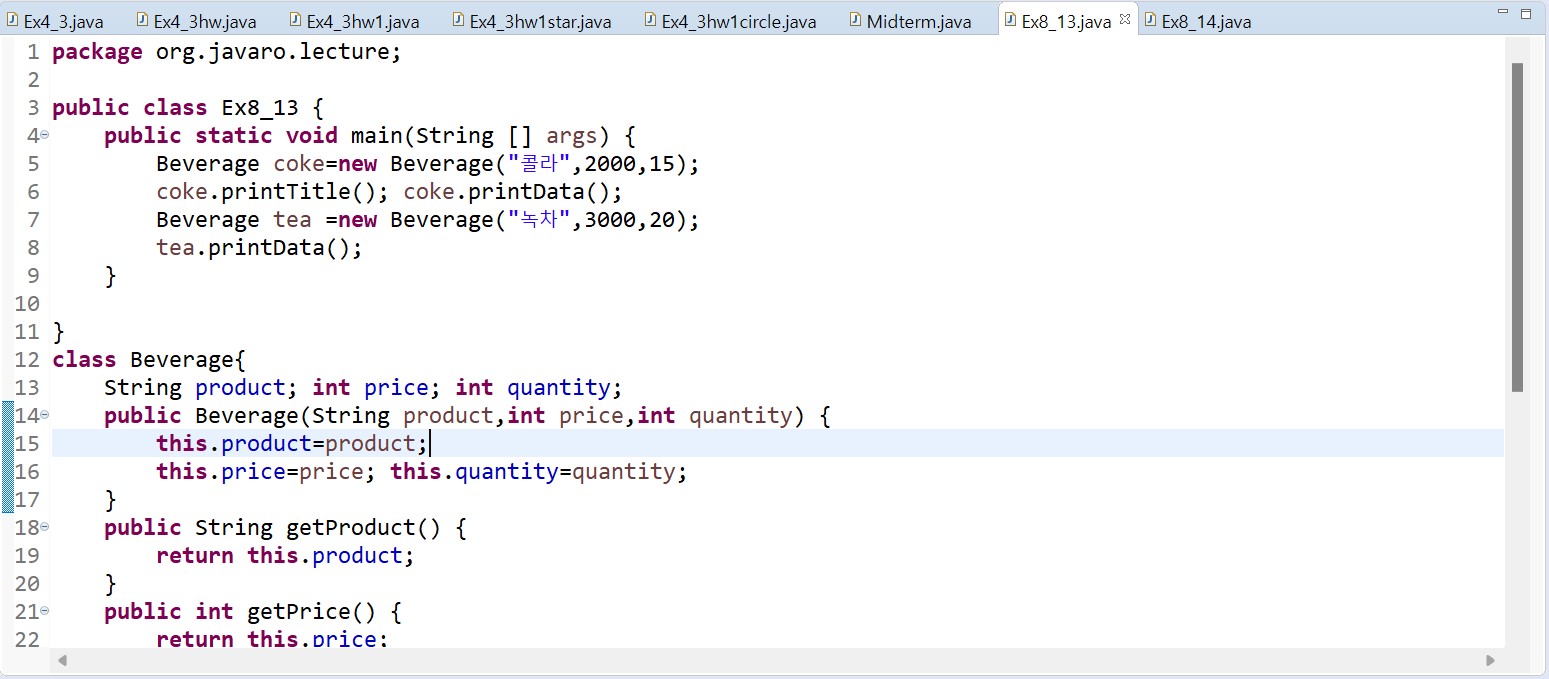 Ex4_3.java Ex4_3hw.java Ex4_3hw1.java Ex4_3hw1star.java Ex4_3hw1circle.java Midterm.java Ex8_13.java Ex8_14.java
1 package org.javaro.lecture;
2
3 public class Ex8_13 {
4 public static void main(String [] args) {
5 Beverage coke=new Beverage("콜라",2000,15);
6 coke.printTitle(); coke.printData();
7 Beverage tea =new Beverage("녹차",3000,20);
8 tea.printData();
9 }
10
11 }
12 class Beverage{
13 String product; int price; int quantity;
14 public Beverage(String product,int price,int quantity) {
15 this.product=product;
16 this.price=price; this.quantity=quantity;
17 }
18 public String getProduct() {
19 return this.product;
20 }
21 public int getPrice() {
22 return this.price;